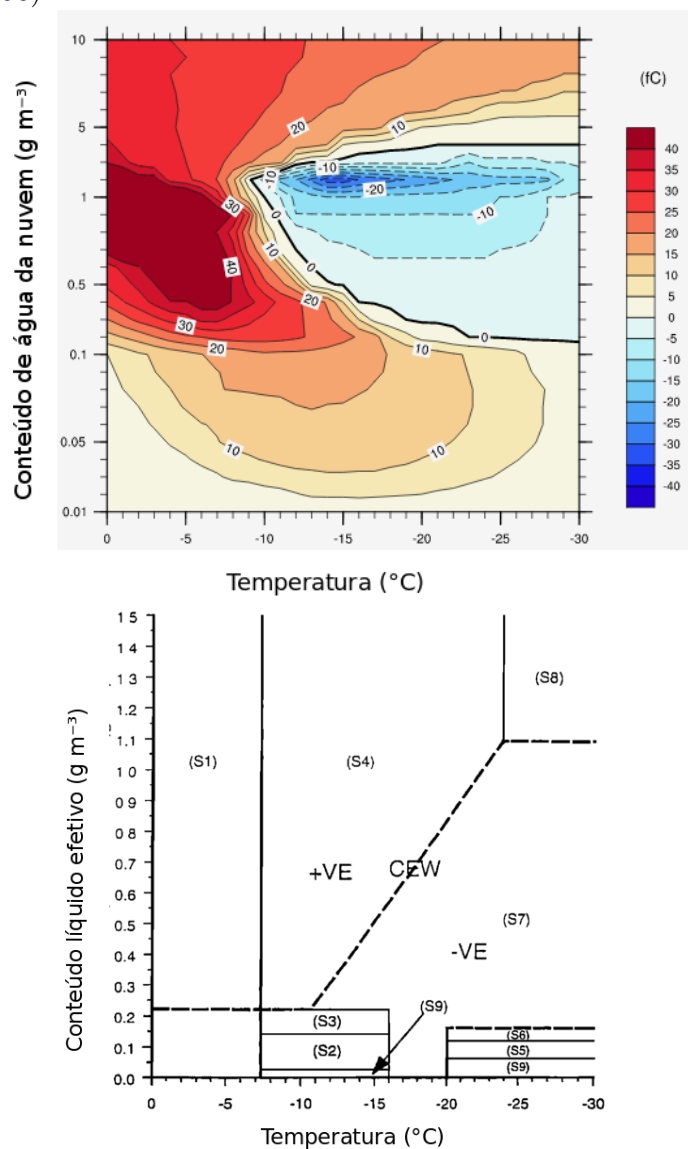 10
(fC)
5
1
0.5
0.1
0.05
0.01
20
10
-10
-10
-20
-10
30
0
10
40
0
20
30
20
10
0
10
10
40
35
30
25
20
15
10
5
0
-5
-10
-15
-20
-25
-30
-35
-40
0 -5 -10 -15 -20 -25 -30
Conteúdo de água da nuvem (g m⁻³)
Temperatura (°C)
1 5
1 4
1 3
1 2
1.1
1 0
0 9
0 8
0.7
0.6
0.5
0.4
0.3
0.2
0.1
0.0
(S8)
(S1)
(S4)
+VE
CEW
(S7)
-VE
(S9)
(S3)
(S2)
(S6)
(S5)
(S9)
0 -5 -10 -15 -20 -25 -30
Conteúdo líquido efetivo (g m⁻³)
Temperatura (°C)